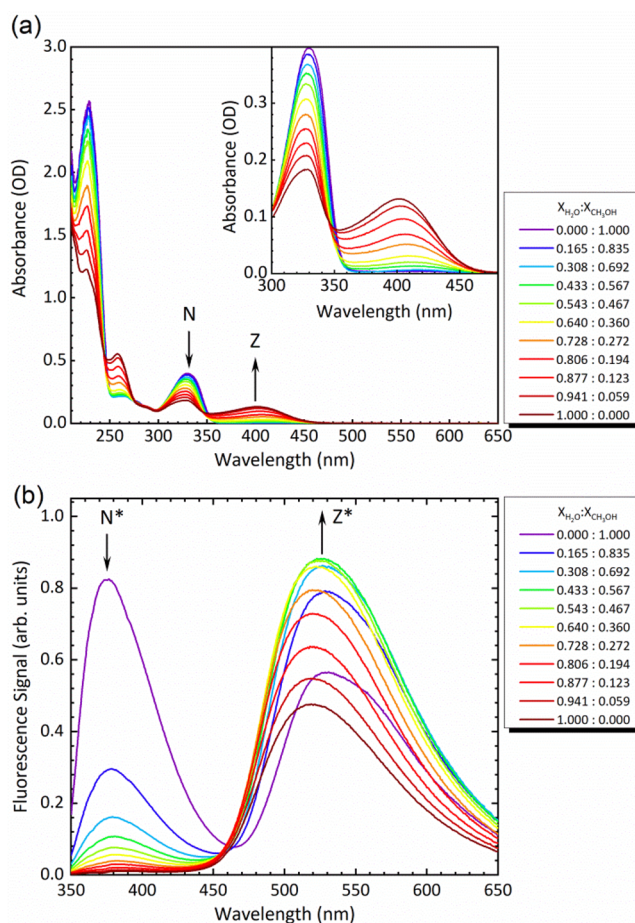 (a)
3.0
2.5
2.0
1.5
1.0
0.5
0.0
Absorbance (OD)
250 300 350 400 450 500 550 600 650
Wavelength (nm)
N
Z
0.3
0.2
0.1
0.0
Absorbance (OD)
300 350 400 450
Wavelength (nm)
X_H₂O:X_CH₃OH
0.000 : 1.000
0.165 : 0.835
0.308 : 0.692
0.433 : 0.567
0.543 : 0.467
0.640 : 0.360
0.728 : 0.272
0.806 : 0.194
0.877 : 0.123
0.941 : 0.059
1.000 : 0.000
(b)
1.0
0.8
0.6
0.4
0.2
0.0
Fluorescence Signal (arb. units)
350 400 450 500 550 600 650
Wavelength (nm)
N*
Z*
X_H₂O:X_CH₃OH
0.000 : 1.000
0.165 : 0.835
0.308 : 0.692
0.433 : 0.567
0.543 : 0.467
0.640 : 0.360
0.728 : 0.272
0.806 : 0.194
0.877 : 0.123
0.941 : 0.059
1.000 : 0.000